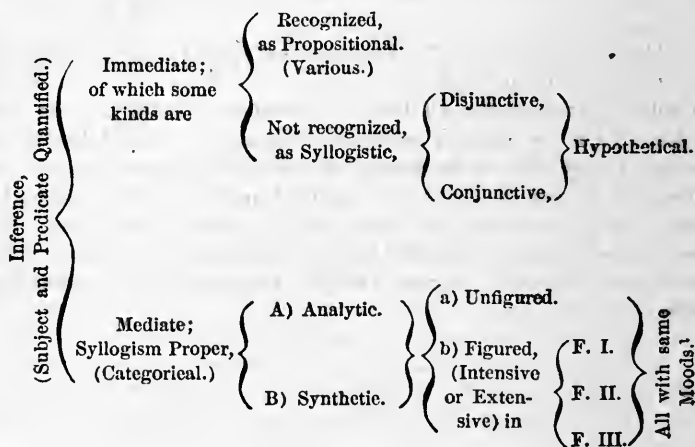 Inference,
(Subject and Predicate Quantified.)
Immediate;
of which some
kinds are
Recognized,
as Propositional.
(Various.)
Not recognized,
as Syllogistic,
Disjunctive,
Conjunctive,
Hypothetical.
Mediate;
Syllogism Proper,
(Categorical.)
A) Analytic.
B) Synthetic.
a) Unfigured.
b) Figured,
(Intensive
or Exten-
sive) in
F. I.
F. II.
F. III.
All with same
Moods.¹